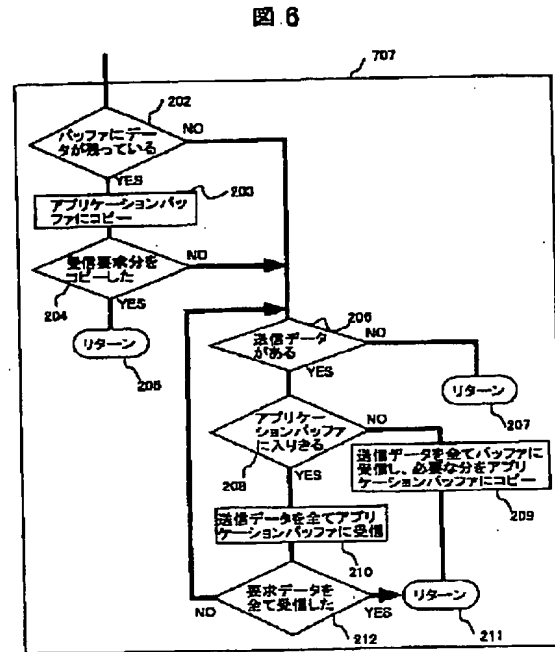 図 6
707
202
バッファにデー
タが残っている
NO
YES
203
アプリケーションバッ
ファにコピー
受信要求分を
コピーした
NO
204
YES
リターン
205
206
送信データ
がある
NO
YES
リターン
207
アプリケー
ションバッファ
に入りきる
NO
208
YES
送信データを全てバッファに
受信し、必要な分をアプリ
ケーションバッファにコピー
209
送信データを全てアプリ
ケーションバッファに受信
210
要求データを
全て受信した
NO
YES
212
リターン
211